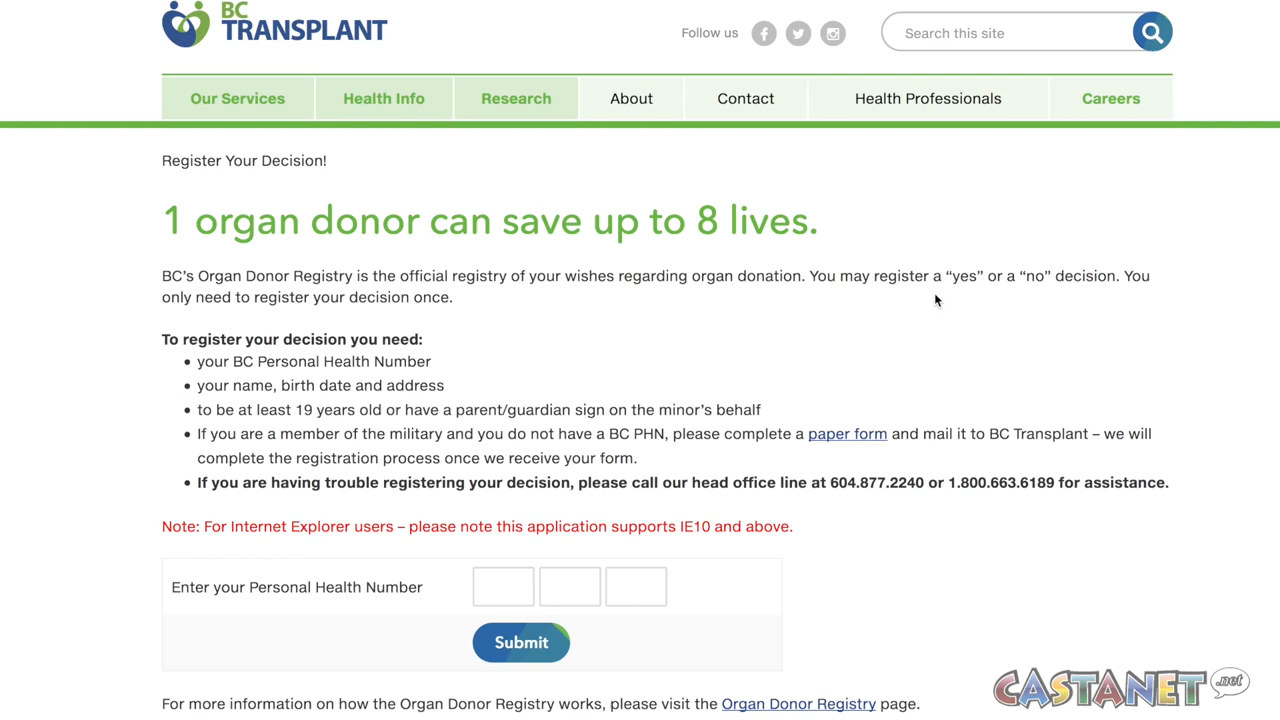 BC
TRANSPLANT
Follow us
Search this site
Our Services Health Info Research About Contact Health Professionals Careers
Register Your Decision!
1 organ donor can save up to 8 lives.
BC’s Organ Donor Registry is the official registry of your wishes regarding organ donation. You may register a “yes” or a “no” decision. You
only need to register your decision once.
To register your decision you need:
• your BC Personal Health Number
• your name, birth date and address
• to be at least 19 years old or have a parent/guardian sign on the minor’s behalf
• If you are a member of the military and you do not have a BC PHN, please complete a paper form and mail it to BC Transplant – we will
complete the registration process once we receive your form.
• If you are having trouble registering your decision, please call our head office line at 604.877.2240 or 1.800.663.6189 for assistance.
Note: For Internet Explorer users – please note this application supports IE10 and above.
Enter your Personal Health Number
Submit
CASTANET .net
For more information on how the Organ Donor Registry works, please visit the Organ Donor Registry page.